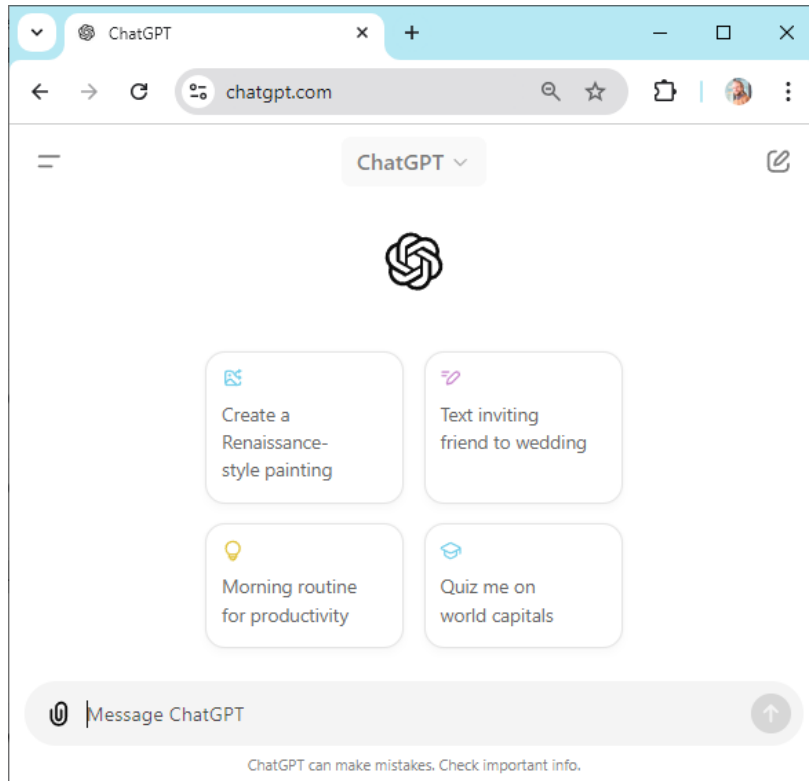 ChatGPT
chatgpt.com
ChatGPT
Create a
Renaissance-
style painting
Text inviting
friend to wedding
Morning routine
for productivity
Quiz me on
world capitals
Message ChatGPT
ChatGPT can make mistakes. Check important info.